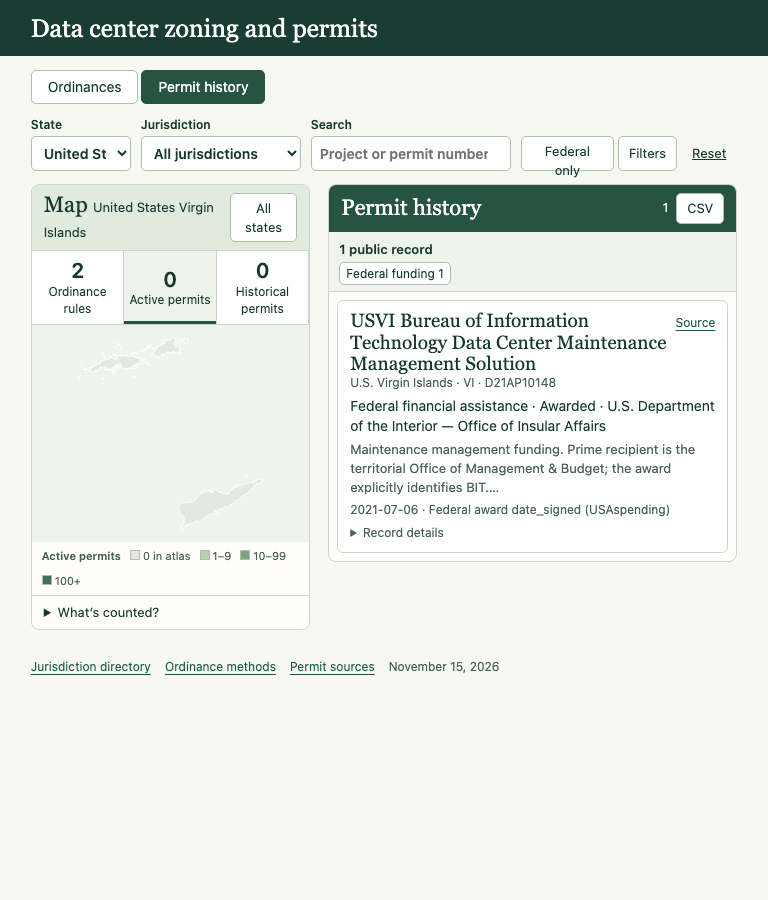 Data center zoning and permits
Ordinances
Permit history
State
Jurisdiction
Search
United St
All jurisdictions
Project or permit number
Federal only
Filters
Reset
Map United States Virgin Islands
All states
2
Ordinance rules
0
Active permits
0
Historical permits
Active permits 0 in atlas 1–9 10–99
100+
▶ What's counted?
Permit history
1
CSV
1 public record
Federal funding 1
USVI Bureau of Information
Technology Data Center Maintenance
Management Solution
Source
U.S. Virgin Islands · VI · D21AP10148
Federal financial assistance · Awarded · U.S. Department
of the Interior — Office of Insular Affairs
Maintenance management funding. Prime recipient is the
territorial Office of Management & Budget; the award
explicitly identifies BIT.…
2021-07-06 · Federal award date_signed (USAspending)
▶ Record details
Jurisdiction directory
Ordinance methods
Permit sources
November 15, 2026